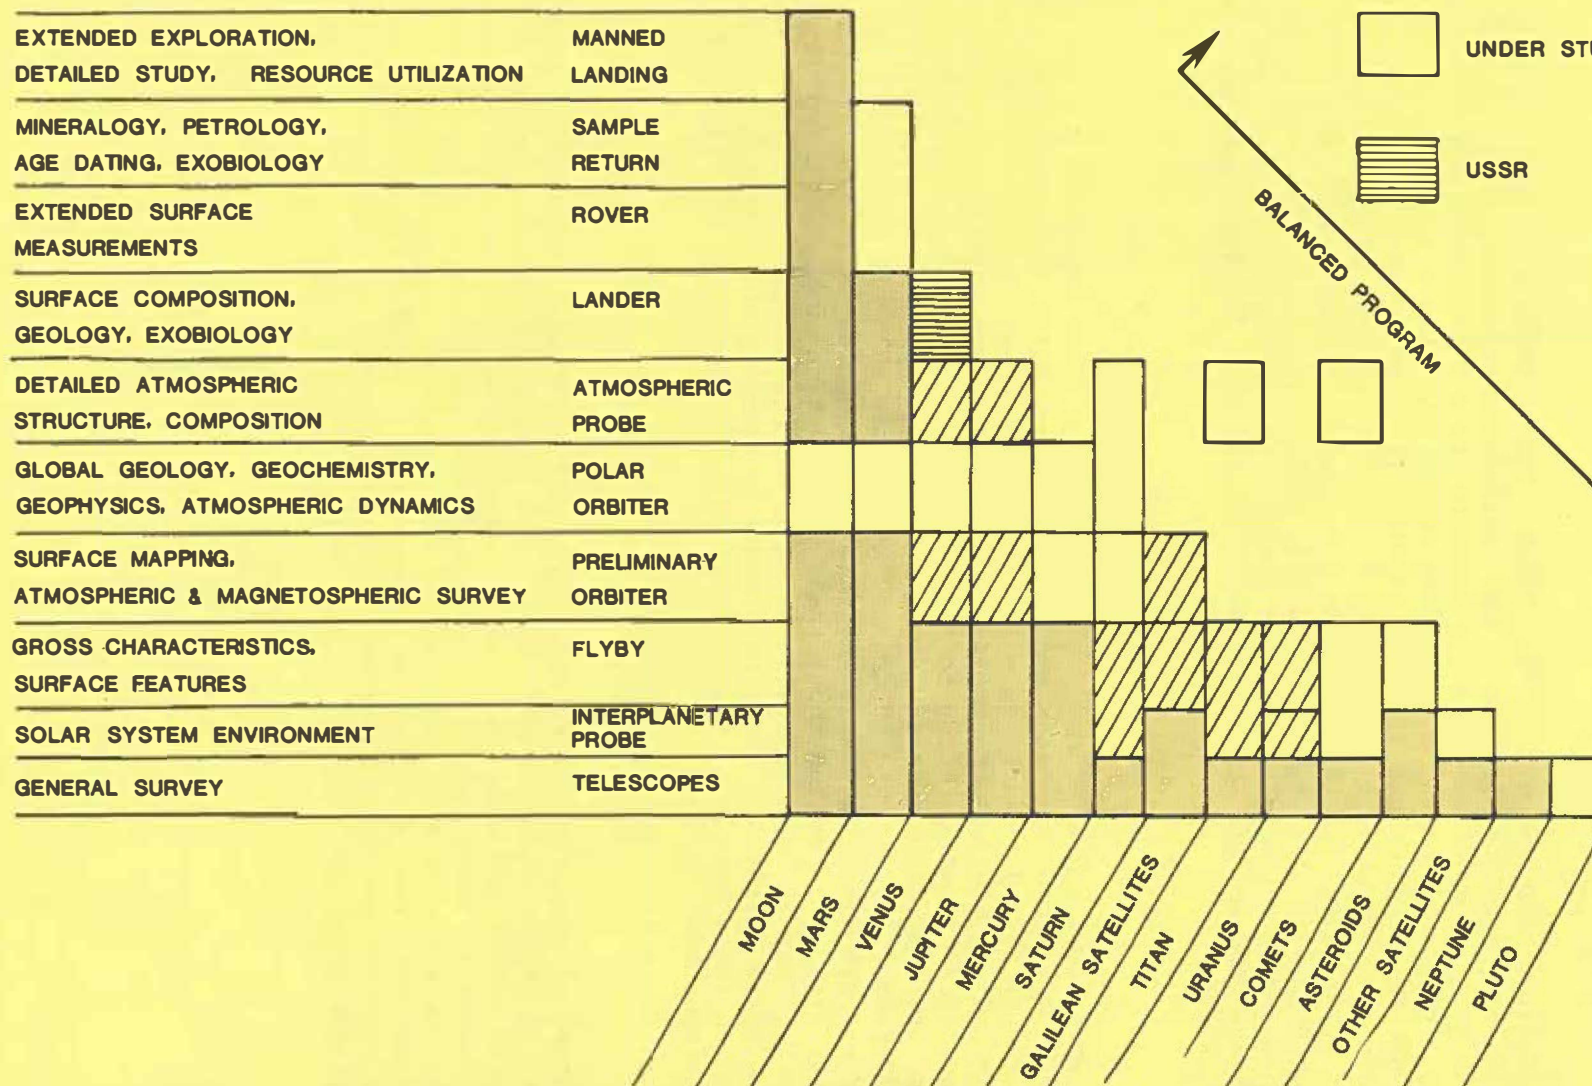 EXTENDED EXPLORATION,
DETAILED STUDY, RESOURCE UTILIZATION
MANNED
LANDING
MINERALOGY, PETROLOGY,
AGE DATING, EXOBIOLOGY
SAMPLE
RETURN
EXTENDED SURFACE
MEASUREMENTS
ROVER
SURFACE COMPOSITION,
GEOLOGY, EXOBIOLOGY
LANDER
DETAILED ATMOSPHERIC
STRUCTURE, COMPOSITION
ATMOSPHERIC
PROBE
GLOBAL GEOLOGY, GEOCHEMISTRY,
GEOPHYSICS, ATMOSPHERIC DYNAMICS
POLAR
ORBITER
SURFACE MAPPING,
ATMOSPHERIC & MAGNETOSPHERIC SURVEY
PRELIMINARY
ORBITER
GROSS CHARACTERISTICS,
SURFACE FEATURES
FLYBY
SOLAR SYSTEM ENVIRONMENT
INTERPLANETARY
PROBE
GENERAL SURVEY
TELESCOPES
UNDER STU
USSR
BALANCED PROGRAM
MOON
MARS
VENUS
JUPITER
MERCURY
SATURN
GALILEAN SATELLITES
TITAN
URANUS
COMETS
ASTEROIDS
OTHER SATELLITES
NEPTUNE
PLUTO